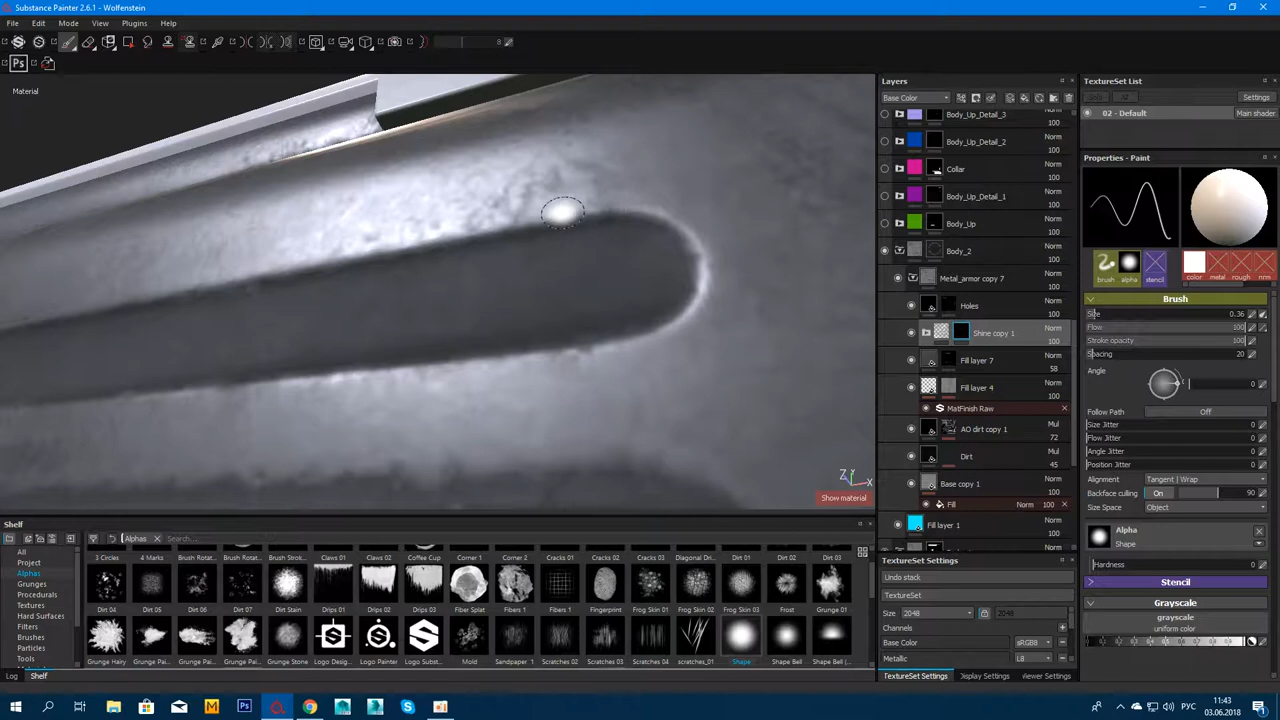 Substance Painter 2.6.1 - Wolfenstein
File Edit Mode View Plugins Help
8
Ps
Material
Layers
Base Color
Body_Up_Detail_3 Norm 100
Body_Up_Detail_2 Norm 100
Collar Norm 100
Body_Up_Detail_1 Norm 100
Body_Up Norm 100
Body_2 Norm 100
Metal_armor copy 7 Norm 100
Holes Norm 100
Shine copy 1 Norm 100
Fill layer 7 Norm 58
Fill layer 4 Norm 100
MatFinish Raw
AO dirt copy 1 Mul 72
Dirt Mul 45
Base copy 1 Norm 100
Fill Norm 100
Fill layer 1 Norm 100
TextureSet Settings
Undo stack
TextureSet
Size 2048 2048
Channels
Base Color sRGB8
Metallic L8
TextureSet Settings Display Settings Viewer Settings
TextureSet List
Settings
02 - Default Main shader
Properties - Paint
brush alpha stencil color metal rough nrm
Brush
Size 0.36
Flow 100
Stroke opacity 100
Spacing 20
Angle 0
Follow Path Off
Size Jitter 0
Flow Jitter 0
Angle Jitter 0
Position Jitter 0
Alignment Tangent | Wrap
Backface culling On 90
Size Space Object
Alpha
Shape
Hardness 0
Stencil
Grayscale
grayscale
uniform color
Z Y X
Show material
Shelf
Alphas Search...
All
Project
Alphas
Grunges
Procedurals
Textures
Hard Surfaces
Filters
Brushes
Particles
Tools
3 Circles 4 Marks Brush Rotat... Brush Strok... Claws 01 Claws 02 Coffee Cup Corner 1 Corner 2 Cracks 01 Cracks 02 Cracks 03 Diagonal Dri... Dirt 01 Dirt 02 Dirt 03
Dirt 04 Dirt 05 Dirt 06 Dirt 07 Dirt Stain Drips 01 Drips 02 Drips 03 Fiber Splat Fibers 1 Fibers 1 Fingerprint Frog Skin 01 Frog Skin 02 Frog Skin 03 Frost Grunge 01
Grunge Hairy Grunge Pai... Grunge Pai... Grunge Pai... Grunge Stone Logo Desig... Logo Painter Logo Subst... Mold Sandpaper_1 Scratches 02 Scratches 03 Scratches 04 scratches_01 Shape Shape Bell Shape Bell (...
Log Shelf
РУС
11:43
03.06.2018